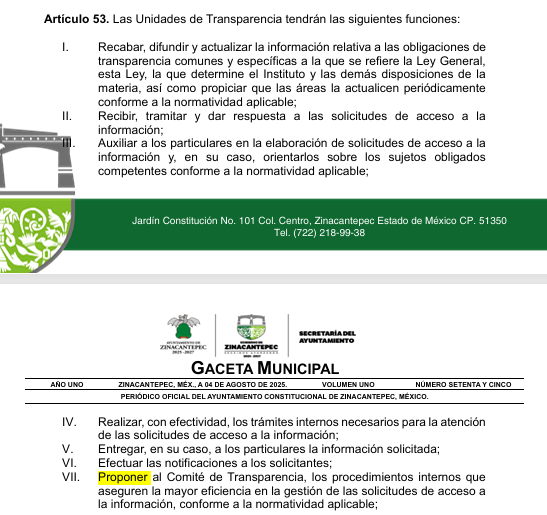 Artículo 53. Las Unidades de Transparencia tendrán las siguientes funciones:
I. Recabar, difundir y actualizar la información relativa a las obligaciones de
transparencia comunes y específicas a la que se refiere la Ley General,
esta Ley, la que determine el Instituto y las demás disposiciones de la
materia, así como propiciar que las áreas la actualicen periódicamente
conforme a la normatividad aplicable;
II. Recibir, tramitar y dar respuesta a las solicitudes de acceso a la
información;
III. Auxiliar a los particulares en la elaboración de solicitudes de acceso a la
información y, en su caso, orientarlos sobre los sujetos obligados
competentes conforme a la normatividad aplicable;
Jardín Constitución No. 101 Col. Centro, Zinacantepec Estado de México CP. 51350
Tel. (722) 218-99-38
AYUNTAMIENTO DE
ZINACANTEPEC
2025 - 2027
ZINACANTEPEC
SECRETARÍA DEL
AYUNTAMIENTO
GACETA MUNICIPAL
AÑO UNO ZINACANTEPEC, MÉX., A 04 DE AGOSTO DE 2025. VOLUMEN UNO NÚMERO SETENTA Y CINCO
PERIÓDICO OFICIAL DEL AYUNTAMIENTO CONSTITUCIONAL DE ZINACANTEPEC, MÉXICO.
IV. Realizar, con efectividad, los trámites internos necesarios para la atención
de las solicitudes de acceso a la información;
V. Entregar, en su caso, a los particulares la información solicitada;
VI. Efectuar las notificaciones a los solicitantes;
VII. Proponer al Comité de Transparencia, los procedimientos internos que
aseguren la mayor eficiencia en la gestión de las solicitudes de acceso a
la información, conforme a la normatividad aplicable;